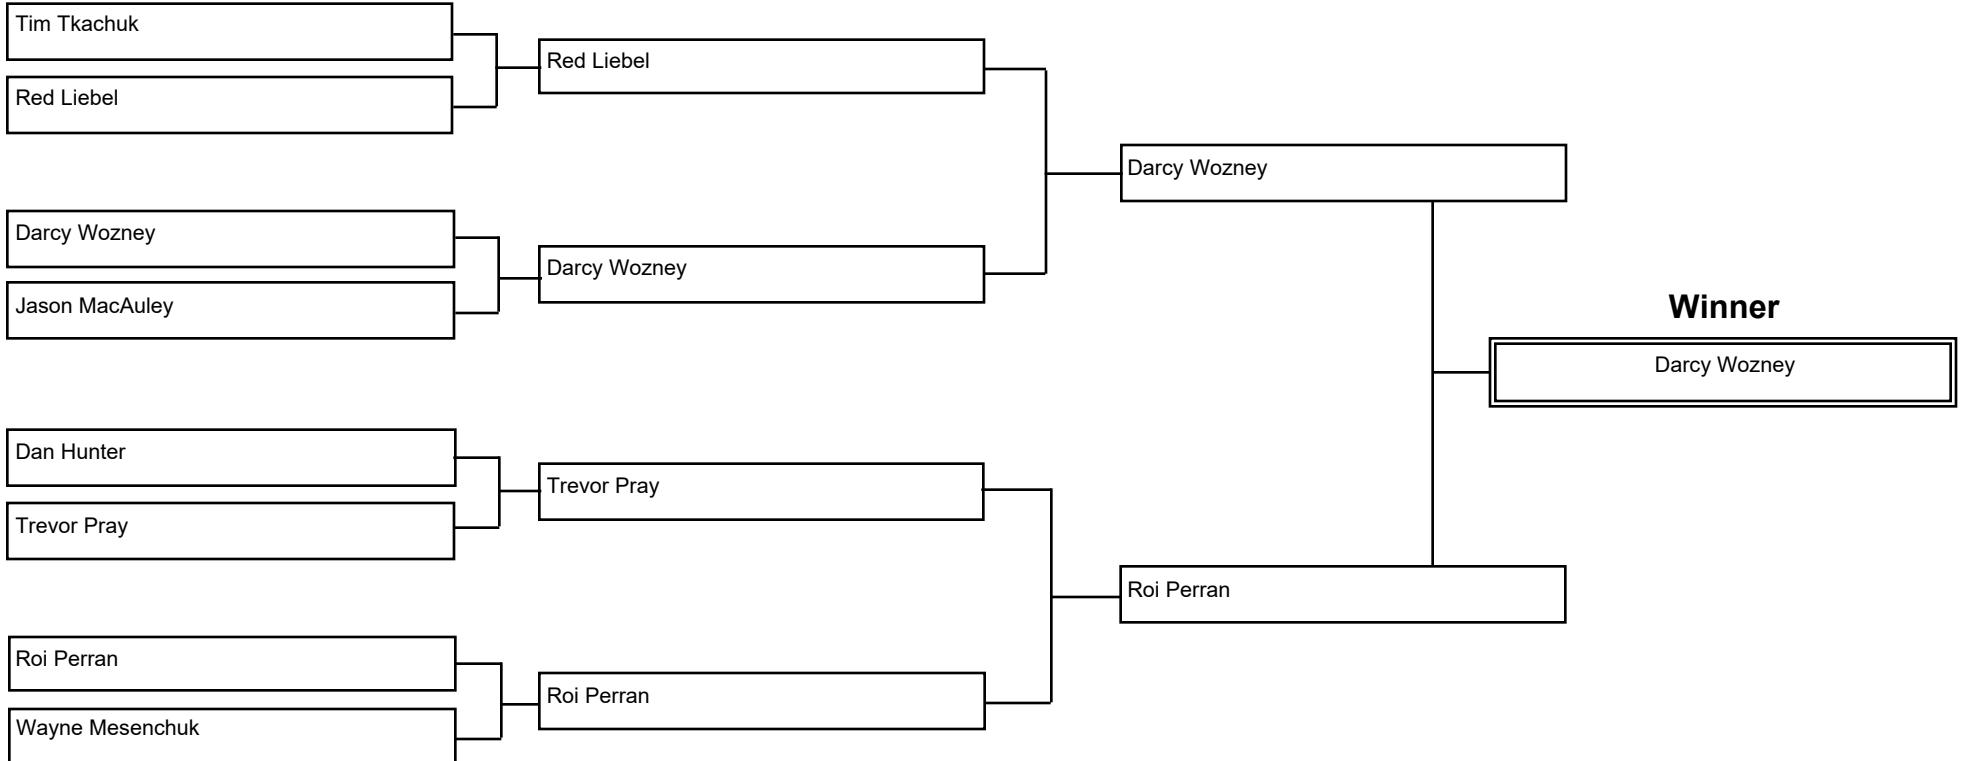 Tim Tkachuk
Red Liebel
Darcy Wozney
Jason MacAuley
Dan Hunter
Trevor Pray
Roi Perran
Wayne Mesenchuk
Red Liebel
Darcy Wozney
Trevor Pray
Roi Perran
Darcy Wozney
Roi Perran
Winner
Darcy Wozney